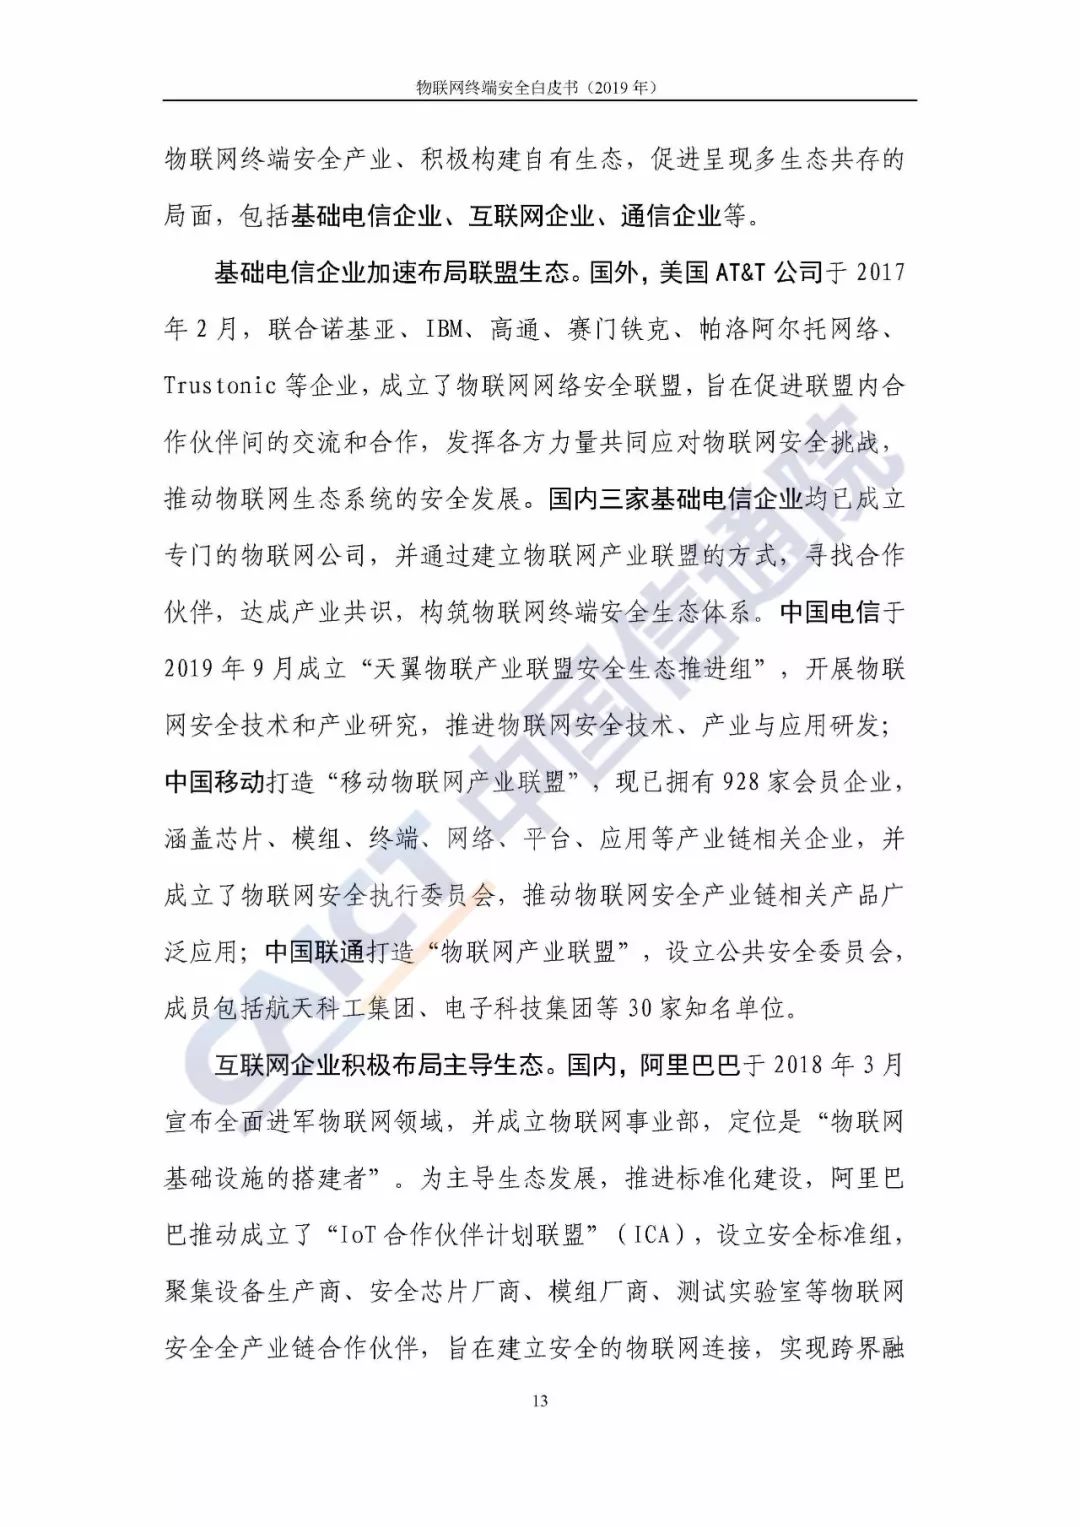 物联网终端安全白皮书（2019 年）
物联网终端安全产业、积极构建自有生态，促进呈现多生态共存的
局面，包括基础电信企业、互联网企业、通信企业等。
基础电信企业加速布局联盟生态。国外，美国 AT&T 公司于 2017
年 2 月，联合诺基亚、IBM、高通、赛门铁克、帕洛阿尔托网络、
Trustonic 等企业，成立了物联网网络安全联盟，旨在促进联盟内合
作伙伴间的交流和合作，发挥各方力量共同应对物联网安全挑战，
推动物联网生态系统的安全发展。国内三家基础电信企业均已成立
专门的物联网公司，并通过建立物联网产业联盟的方式，寻找合作
伙伴，达成产业共识，构筑物联网终端安全生态体系。中国电信于
2019 年 9 月成立“天翼物联产业联盟安全生态推进组”，开展物联
网安全技术和产业研究，推进物联网安全技术、产业与应用研发；
中国移动打造“移动物联网产业联盟”，现已拥有 928 家会员企业，
涵盖芯片、模组、终端、网络、平台、应用等产业链相关企业，并
成立了物联网安全执行委员会，推动物联网安全产业链相关产品广
泛应用；中国联通打造“物联网产业联盟”，设立公共安全委员会，
成员包括航天科工集团、电子科技集团等 30 家知名单位。
互联网企业积极布局主导生态。国内，阿里巴巴于 2018 年 3 月
宣布全面进军物联网领域，并成立物联网事业部，定位是“物联网
基础设施的搭建者”。为主导生态发展，推进标准化建设，阿里巴
巴推动成立了“IoT 合作伙伴计划联盟”（ICA），设立安全标准组，
聚集设备生产商、安全芯片厂商、模组厂商、测试实验室等物联网
安全全产业链合作伙伴，旨在建立安全的物联网连接，实现跨界融
13
CAICT 中国信通院